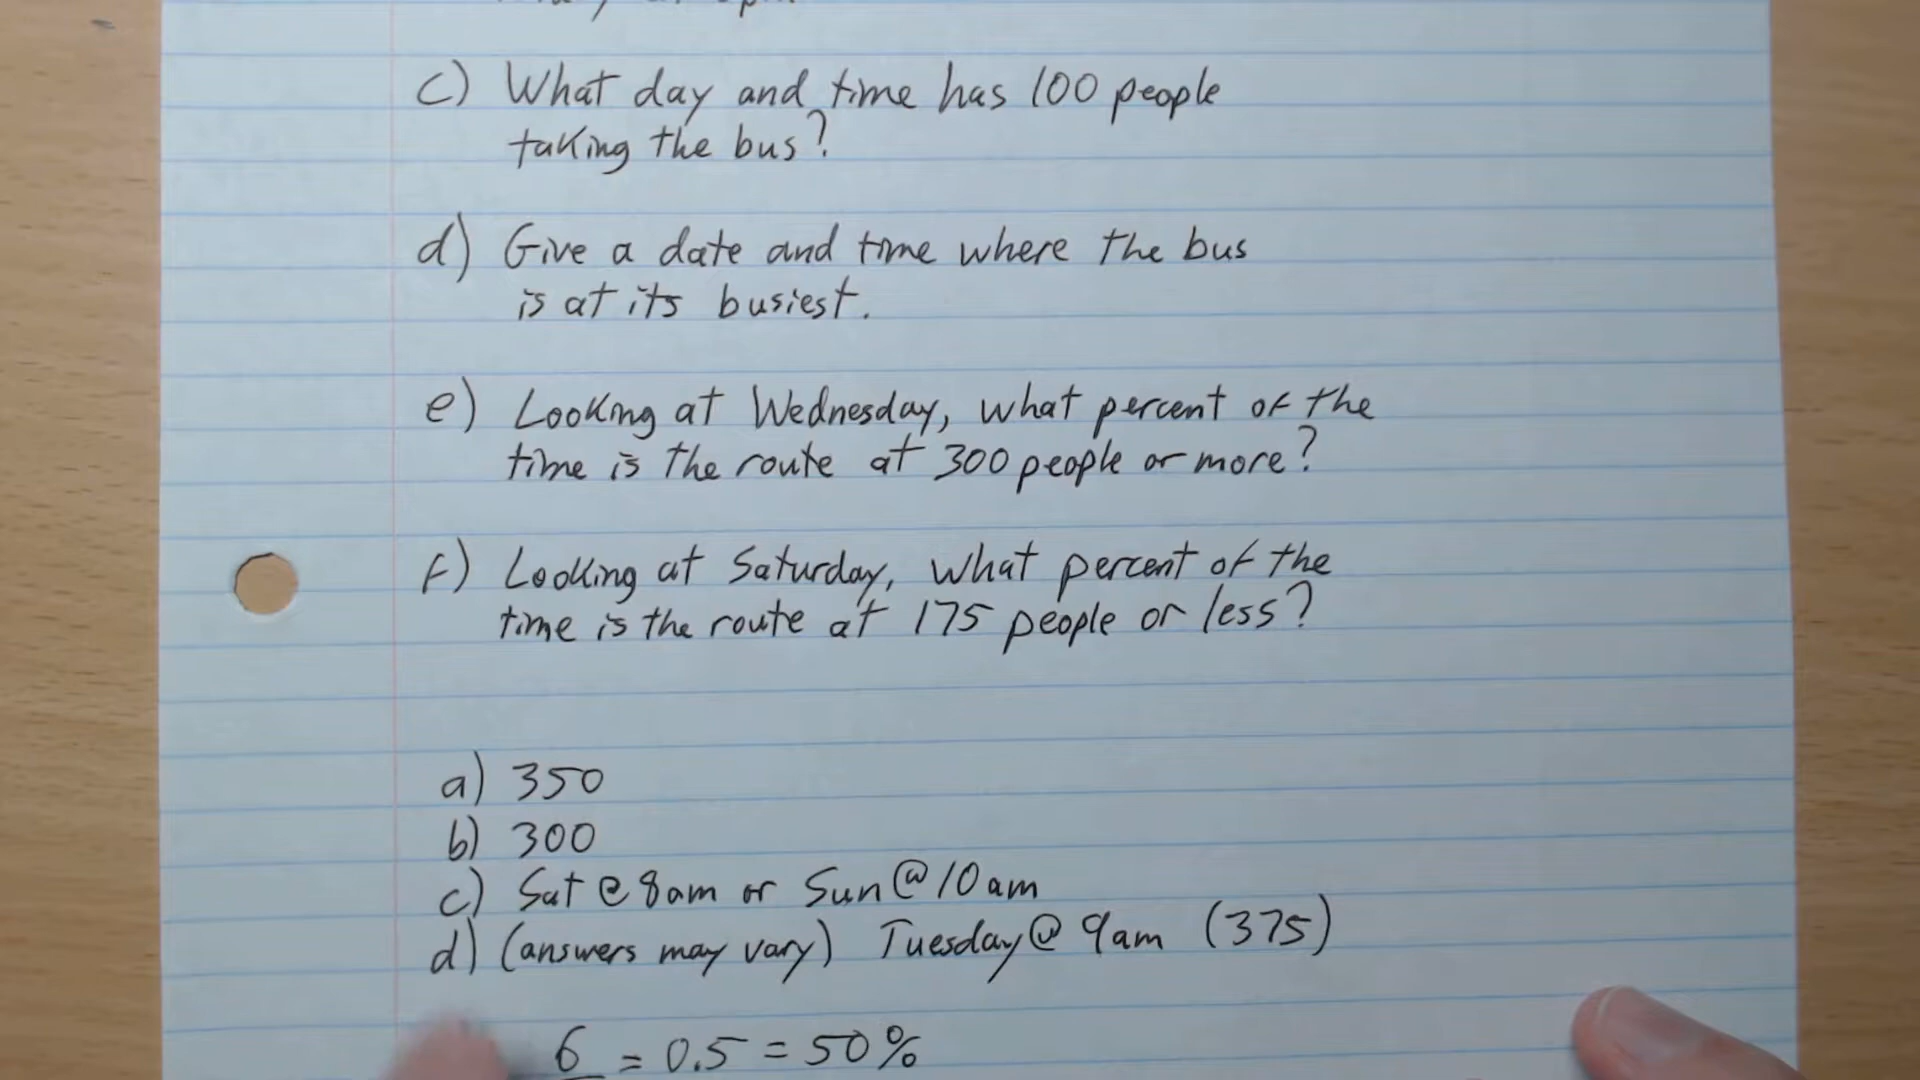 c) What day and time has 100 people
taking the bus?
d) Give a date and time where the bus
is at its busiest.
e) Looking at Wednesday, what percent of the
time is the route at 300 people or more?
f) Looking at Saturday, what percent of the
time is the route at 175 people or less?
a) 350
b) 300
c) Sat @ 8am or Sun @ 10am
d) (answers may vary) Tuesday @ 9am (375)
6 = 0.5 = 50%